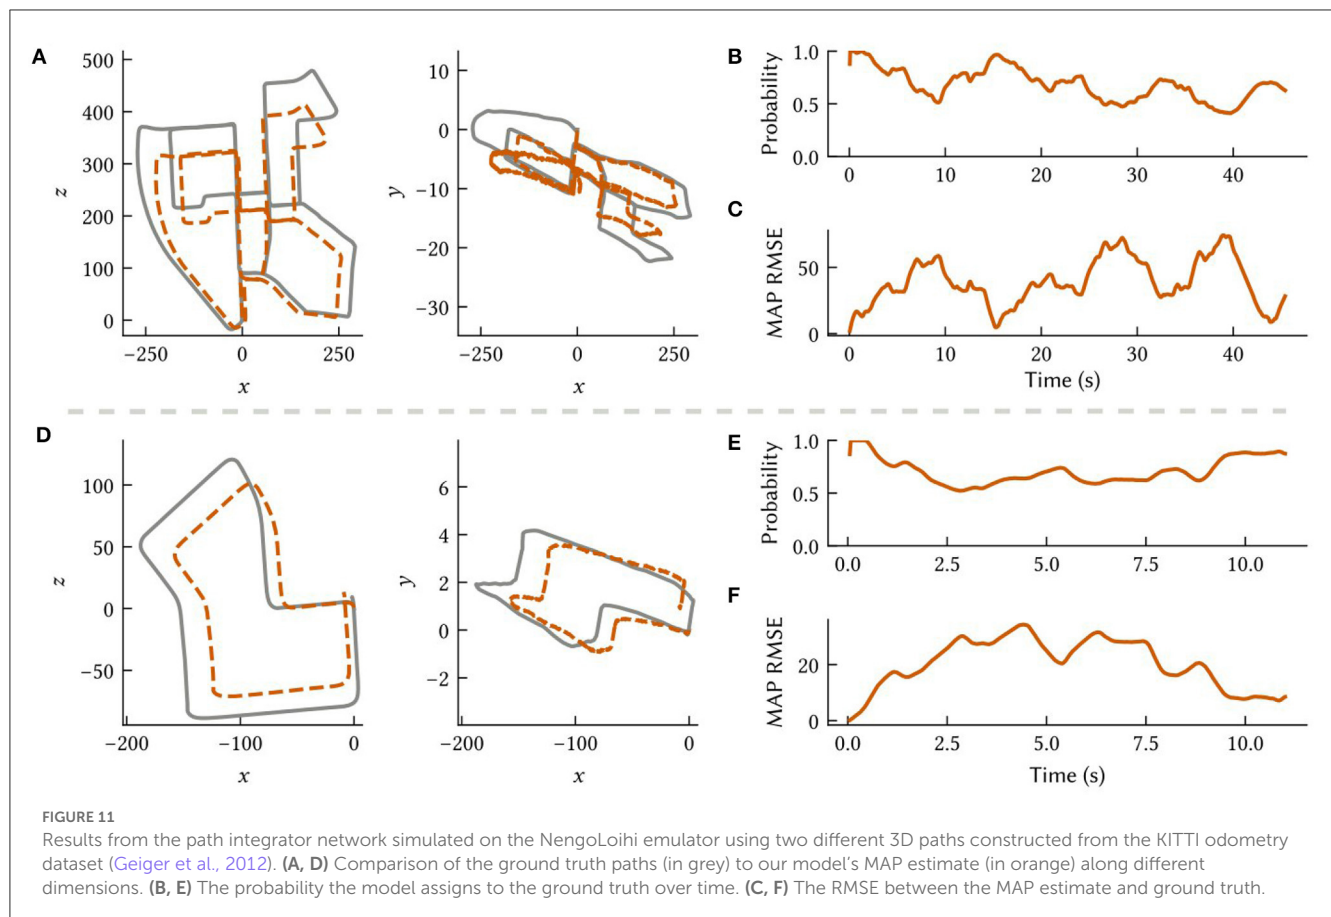 A
500
400
300
200
100
0
z
−250
0
250
x
10
0
−10
−20
−30
y
−250
0
250
x
B
1.0
0.5
0.0
Probability
0
20
40
C
50
0
MAP RMSE
0
10
20
30
40
Time (s)
D
100
50
0
−50
z
−200
−100
0
x
6
4
2
0
−2
y
−200
−100
0
x
E
1.0
0.5
0.0
Probability
0.0
2.5
5.0
7.5
10.0
F
20
0
MAP RMSE
0.0
2.5
5.0
7.5
10.0
Time (s)
FIGURE 11
Results from the path integrator network simulated on the NengoLoihi emulator using two different 3D paths constructed from the KITTI odometry
dataset (Geiger et al., 2012). (A, D) Comparison of the ground truth paths (in grey) to our model's MAP estimate (in orange) along different
dimensions. (B, E) The probability the model assigns to the ground truth over time. (C, F) The RMSE between the MAP estimate and ground truth.